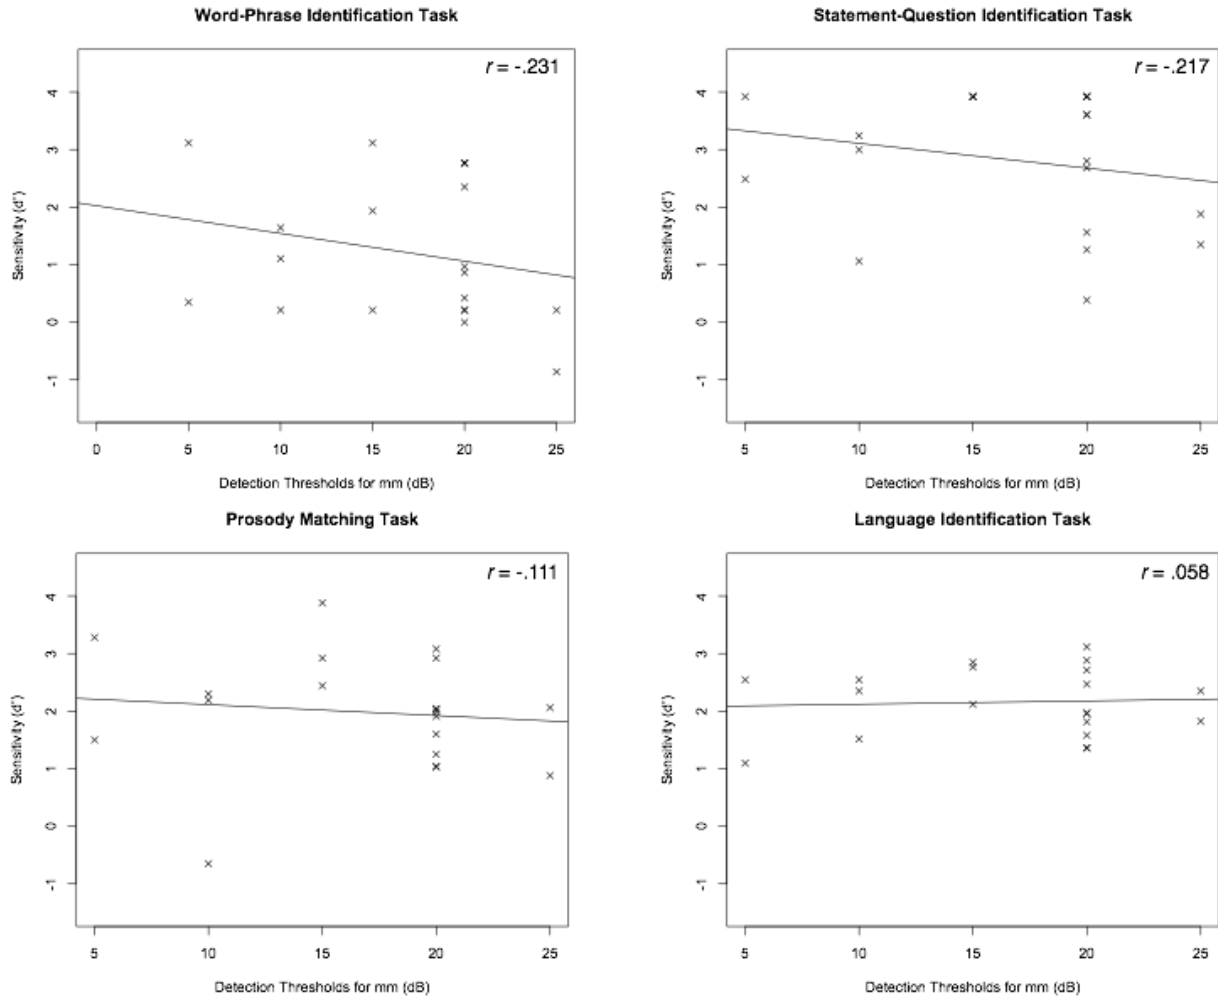 Word-Phrase Identification Task
r = -.231
Sensitivity (d')
4
3
2
1
0
-1
0 5 10 15 20 25
Detection Thresholds for mm (dB)
Statement-Question Identification Task
r = -.217
Sensitivity (d')
4
3
2
1
0
-1
5 10 15 20 25
Detection Thresholds for mm (dB)
Prosody Matching Task
r = -.111
Sensitivity (d')
4
3
2
1
0
-1
5 10 15 20 25
Detection Thresholds for mm (dB)
Language Identification Task
r = .058
Sensitivity (d')
4
3
2
1
0
-1
5 10 15 20 25
Detection Thresholds for mm (dB)